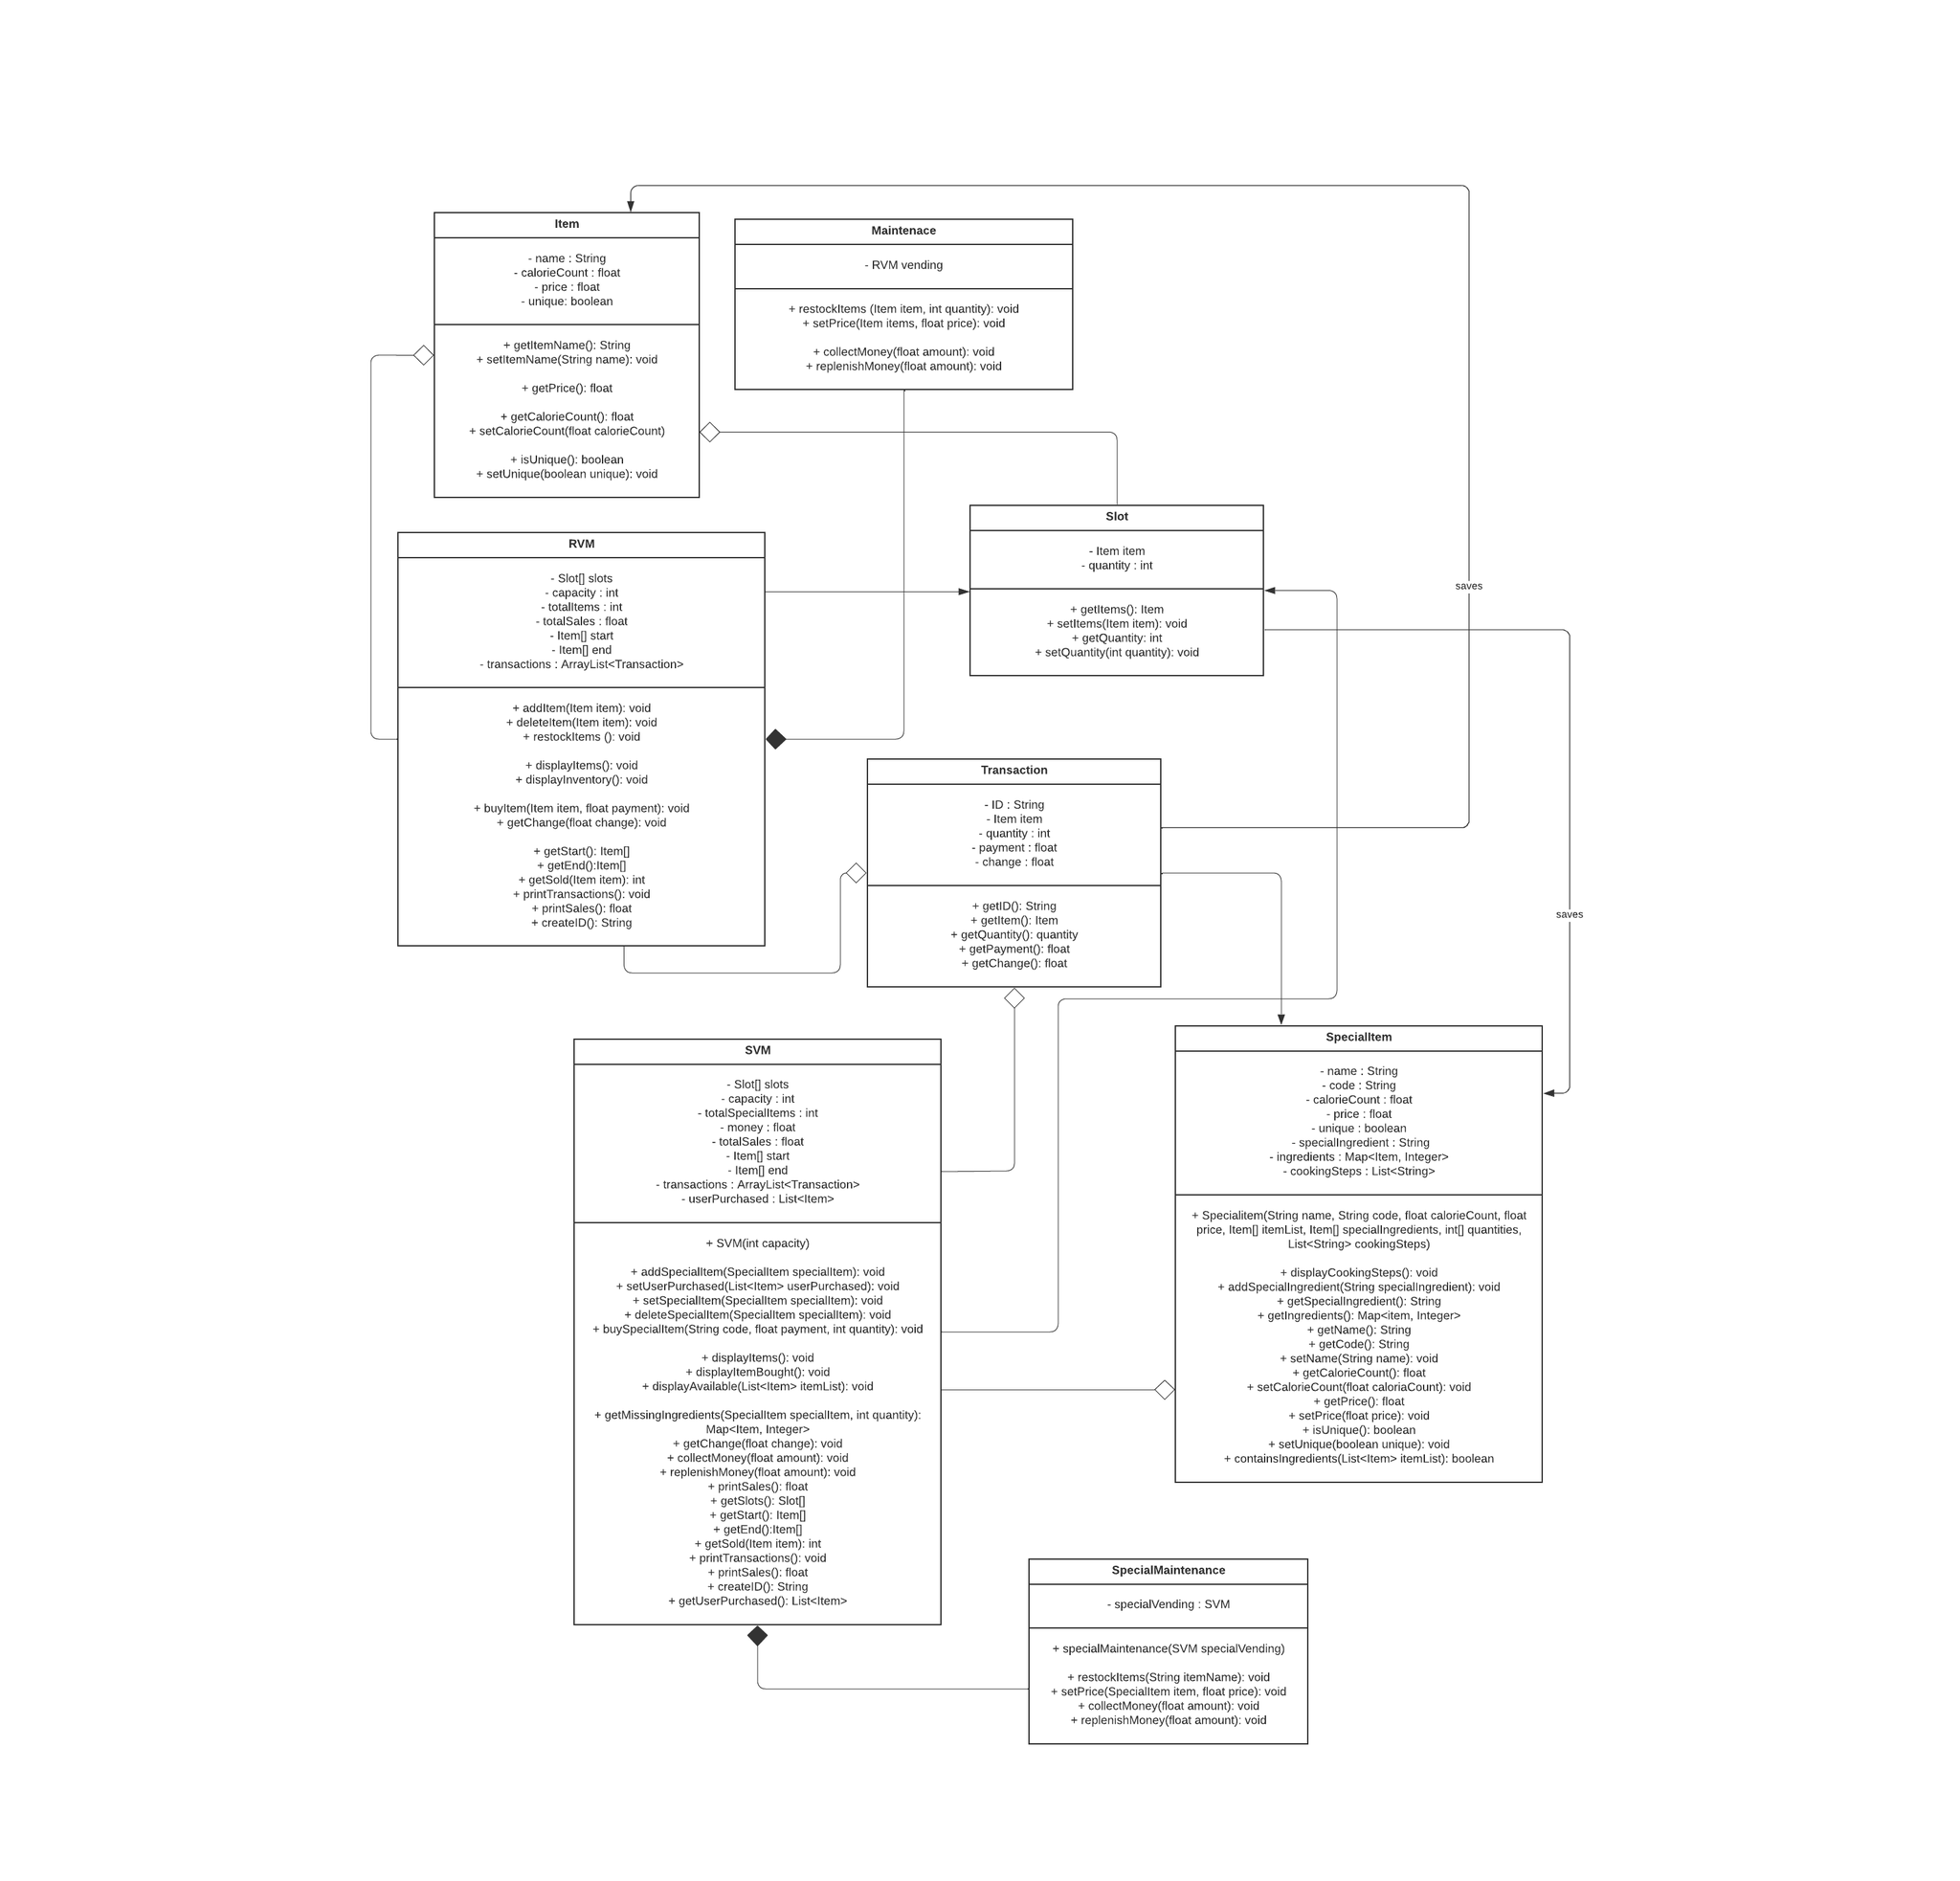 Item
- name : String
- calorieCount : float
- price : float
- unique: boolean
+ getItemName(): String
+ setItemName(String name): void
+ getPrice(): float
+ getCalorieCount(): float
+ setCalorieCount(float calorieCount)
+ isUnique(): boolean
+ setUnique(boolean unique): void
Maintenace
- RVM vending
+ restockItems (Item item, int quantity): void
+ setPrice(Item items, float price): void
+ collectMoney(float amount): void
+ replenishMoney(float amount): void
Slot
- Item item
- quantity : int
+ getItems(): Item
+ setItems(Item item): void
+ getQuantity: int
+ setQuantity(int quantity): void
saves
RVM
- Slot[] slots
- capacity : int
- totalItems : int
- totalSales : float
- Item[] start
- Item[] end
- transactions : ArrayList<Transaction>
+ addItem(Item item): void
+ deleteItem(Item item): void
+ restockItems (): void
+ displayItems(): void
+ displayInventory(): void
+ buyItem(Item item, float payment): void
+ getChange(float change): void
+ getStart(): Item[]
+ getEnd():Item[]
+ getSold(Item item): int
+ printTransactions(): void
+ printSales(): float
+ createID(): String
Transaction
- ID : String
- Item item
- quantity : int
- payment : float
- change : float
+ getID(): String
+ getItem(): Item
+ getQuantity(): quantity
+ getPayment(): float
+ getChange(): float
saves
SVM
- Slot[] slots
- capacity : int
- totalSpecialItems : int
- money : float
- totalSales : float
- Item[] start
- Item[] end
- transactions : ArrayList<Transaction>
- userPurchased : List<Item>
+ SVM(int capacity)
+ addSpecialItem(SpecialItem specialItem): void
+ setUserPurchased(List<Item> userPurchased): void
+ setSpecialItem(SpecialItem specialItem): void
+ deleteSpecialItem(SpecialItem specialItem): void
+ buySpecialItem(String code, float payment, int quantity): void
+ displayItems(): void
+ displayItemBought(): void
+ displayAvailable(List<Item> itemList): void
+ getMissingIngredients(SpecialItem specialItem, int quantity):
Map<Item, Integer>
+ getChange(float change): void
+ collectMoney(float amount): void
+ replenishMoney(float amount): void
+ printSales(): float
+ getSlots(): Slot[]
+ getStart(): Item[]
+ getEnd():Item[]
+ getSold(Item item): int
+ printTransactions(): void
+ printSales(): float
+ createID(): String
+ getUserPurchased(): List<Item>
SpecialItem
- name : String
- code : String
- calorieCount : float
- price : float
- unique : boolean
- specialIngredient : String
- ingredients : Map<Item, Integer>
- cookingSteps : List<String>
+ Specialitem(String name, String code, float calorieCount, float
price, Item[] itemList, Item[] specialIngredients, int[] quantities,
List<String> cookingSteps)
+ displayCookingSteps(): void
+ addSpecialIngredient(String specialIngredient): void
+ getSpecialIngredient(): String
+ getIngredients(): Map<item, Integer>
+ getName(): String
+ getCode(): String
+ setName(String name): void
+ getCalorieCount(): float
+ setCalorieCount(float caloriaCount): void
+ getPrice(): float
+ setPrice(float price): void
+ isUnique(): boolean
+ setUnique(boolean unique): void
+ containsIngredients(List<Item> itemList): boolean
SpecialMaintenance
- specialVending : SVM
+ specialMaintenance(SVM specialVending)
+ restockItems(String itemName): void
+ setPrice(SpecialItem item, float price): void
+ collectMoney(float amount): void
+ replenishMoney(float amount): void